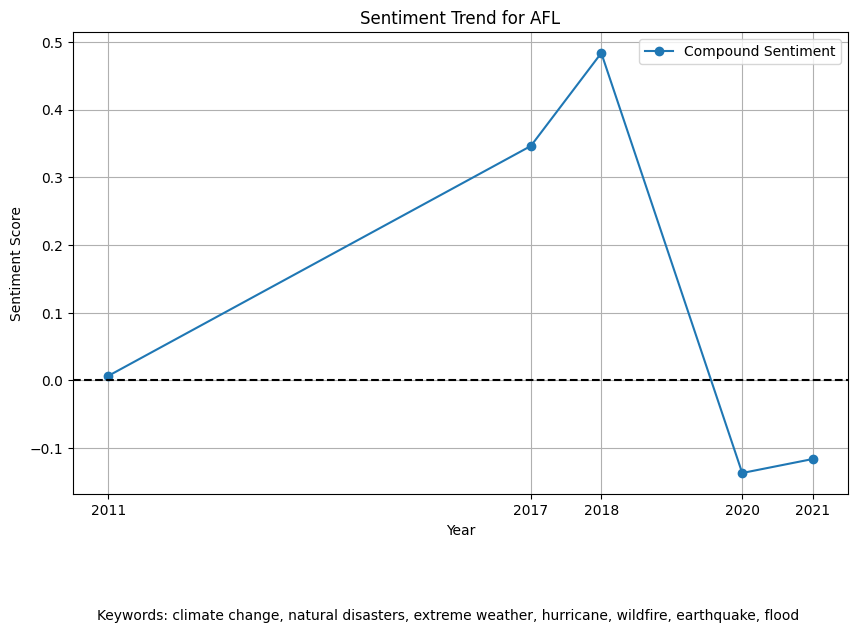 Sentiment Trend for AFL
Compound Sentiment
0.5
0.4
0.3
0.2
0.1
0.0
−0.1
Sentiment Score
2011 2017 2018 2020 2021
Year
Keywords: climate change, natural disasters, extreme weather, hurricane, wildfire, earthquake, flood